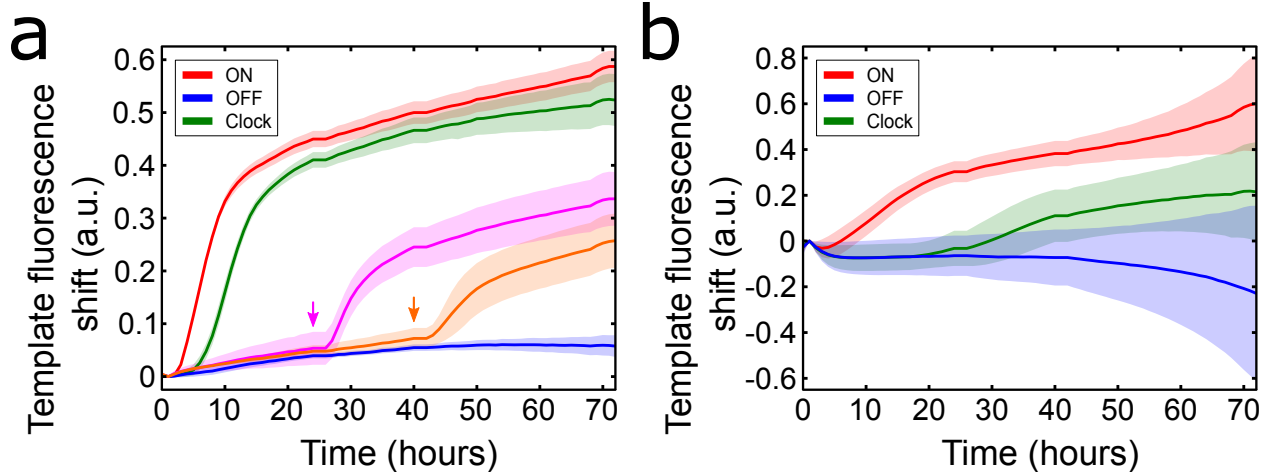 a
Template fluorescence
shift (a.u.)
0.6
0.5
0.4
0.3
0.2
0.1
0
ON
OFF
Clock
0 10 20 30 40 50 60 70
Time (hours)
b
Template fluorescence
shift (a.u.)
0.8
0.6
0.4
0.2
0
-0.2
-0.4
-0.6
ON
OFF
Clock
0 10 20 30 40 50 60 70
Time (hours)